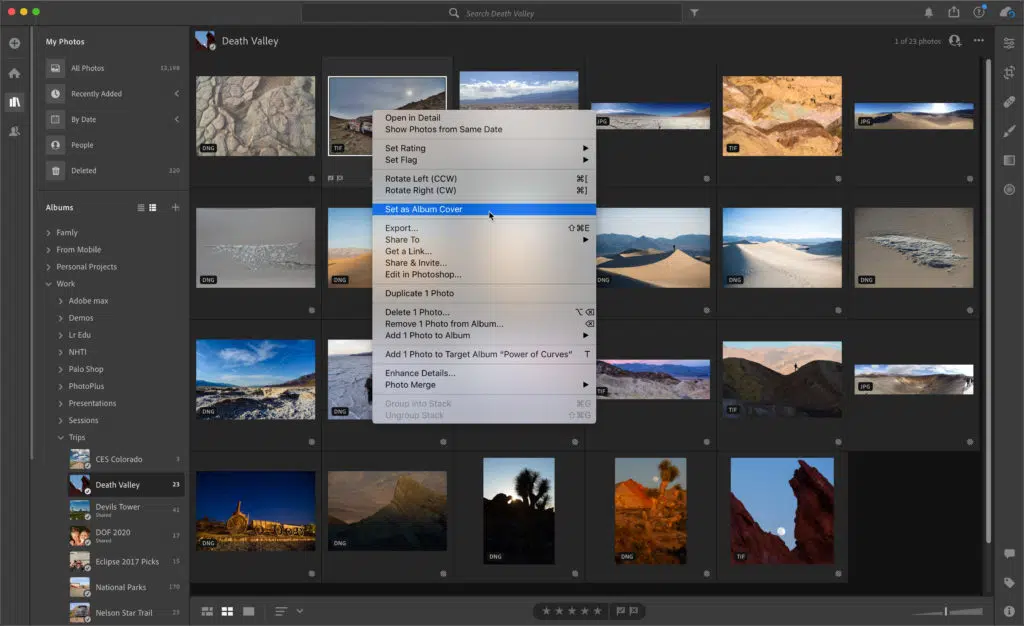 Search Death Valley
My Photos
All Photos 12,198
Recently Added
By Date
People
Deleted 320
Albums
Famly
From Mobile
Personal Projects
Work
Adobe max
Demos
Lr Edu
NHTI
Palo Shop
PhotoPlus
Presentations
Sessions
Trips
CES Colorado 3
Death Valley 23
Devils Tower 41
Shared
DOF 2020 17
Shared
Eclipse 2017 Picks 15
National Parks 170
Nelson Star Trail 23
Death Valley
1 of 23 photos
DNG
TIF
JPG
TIF
JPG
Open in Detail
Show Photos from Same Date
Set Rating
Set Flag
Rotate Left (CCW) ⌘[
Rotate Right (CW) ⌘]
Set as Album Cover
Export... ⇧⌘E
Share To
Get a Link...
Share & Invite...
Edit in Photoshop...
Duplicate 1 Photo
Delete 1 Photo... ⌥⌫
Remove 1 Photo from Album... ⌫
Add 1 Photo to Album
Add 1 Photo to Target Album “Power of Curves” T
Enhance Details...
Photo Merge
Group into Stack ⌘G
Ungroup Stack ⇧⌘G
DNG
DNG
DNG
DNG
DNG
DNG
DNG
TIF
TIF
JPG
DNG
DNG
DNG
DNG
TIF